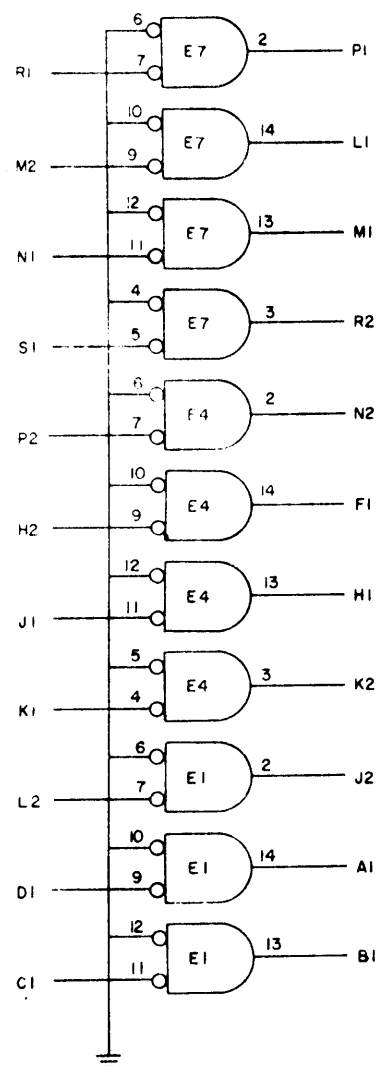 6
2
E7
P1
7
R1
10
14
E7
L1
9
M2
12
13
E7
M1
11
N1
4
3
E7
R2
5
S1
6
2
E4
N2
7
P2
10
14
E4
F1
9
H2
12
13
E4
H1
11
J1
5
3
E4
K2
4
K1
6
2
E1
J2
7
L2
10
14
E1
A1
9
D1
12
13
E1
B1
11
C1